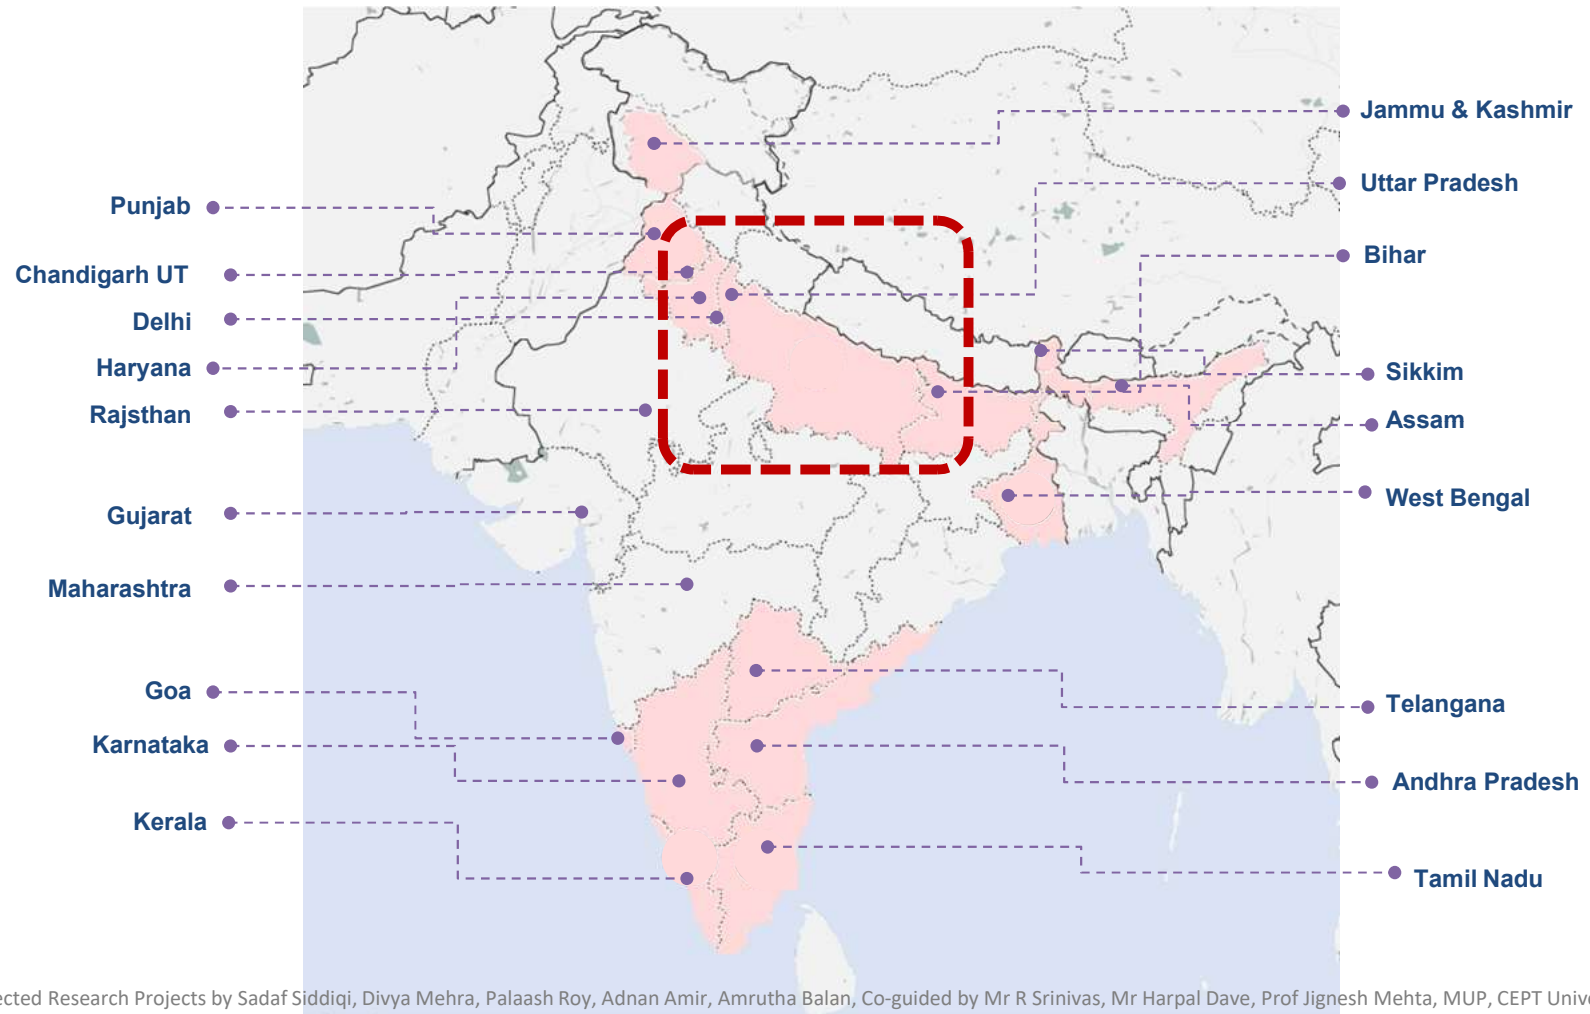 Jammu & Kashmir
Uttar Pradesh
Punjab
Bihar
Chandigarh UT
Delhi
Haryana
Sikkim
Rajsthan
Assam
West Bengal
Gujarat
Maharashtra
Goa
Telangana
Karnataka
Andhra Pradesh
Kerala
Tamil Nadu
ected Research Projects by Sadaf Siddiqi, Divya Mehra, Palaash Roy, Adnan Amir, Amrutha Balan, Co-guided by Mr R Srinivas, Mr Harpal Dave, Prof Jignesh Mehta, MUP, CEPT Unive